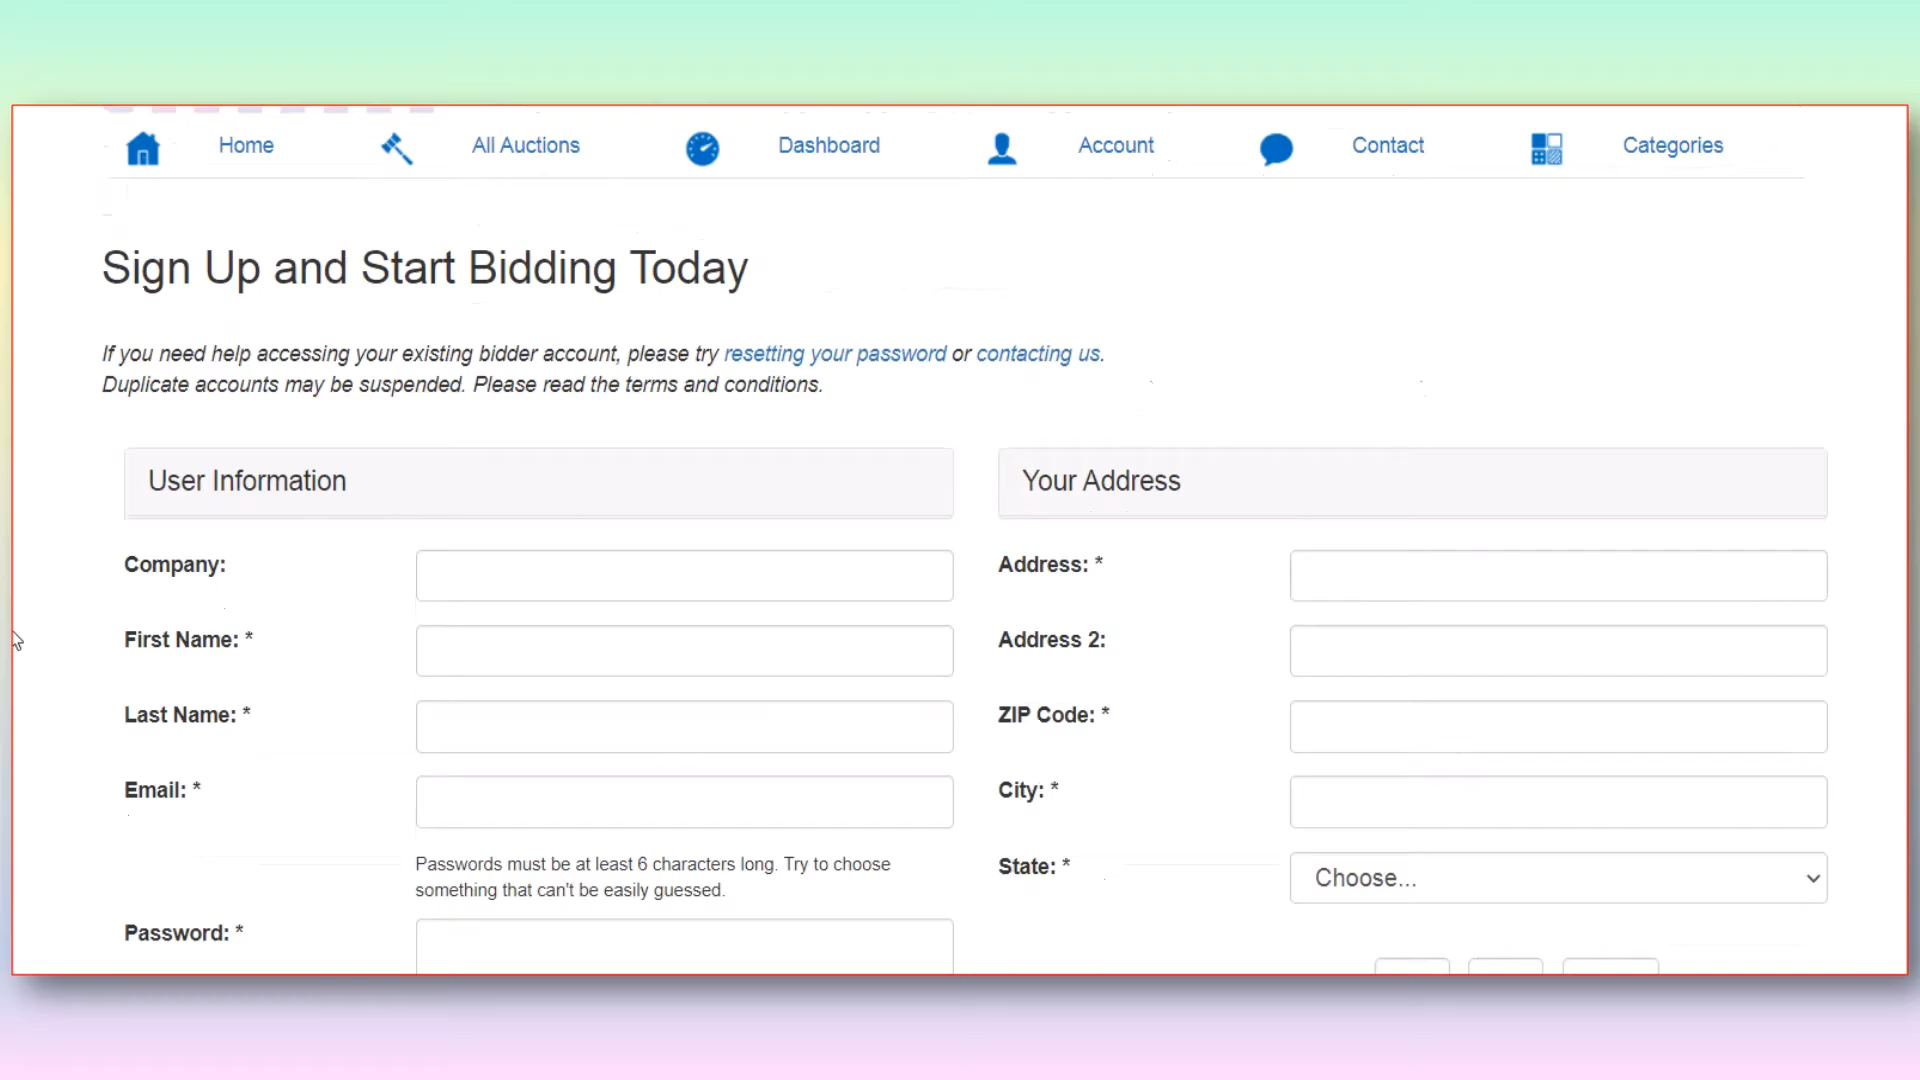 Home
All Auctions
Dashboard
Account
Contact
Categories
Sign Up and Start Bidding Today
If you need help accessing your existing bidder account, please try resetting your password or contacting us.
Duplicate accounts may be suspended. Please read the terms and conditions.
User Information
Company:
First Name: *
Last Name: *
Email: *
Passwords must be at least 6 characters long. Try to choose
something that can't be easily guessed.
Password: *
Your Address
Address: *
Address 2:
ZIP Code: *
City: *
State: *
Choose...